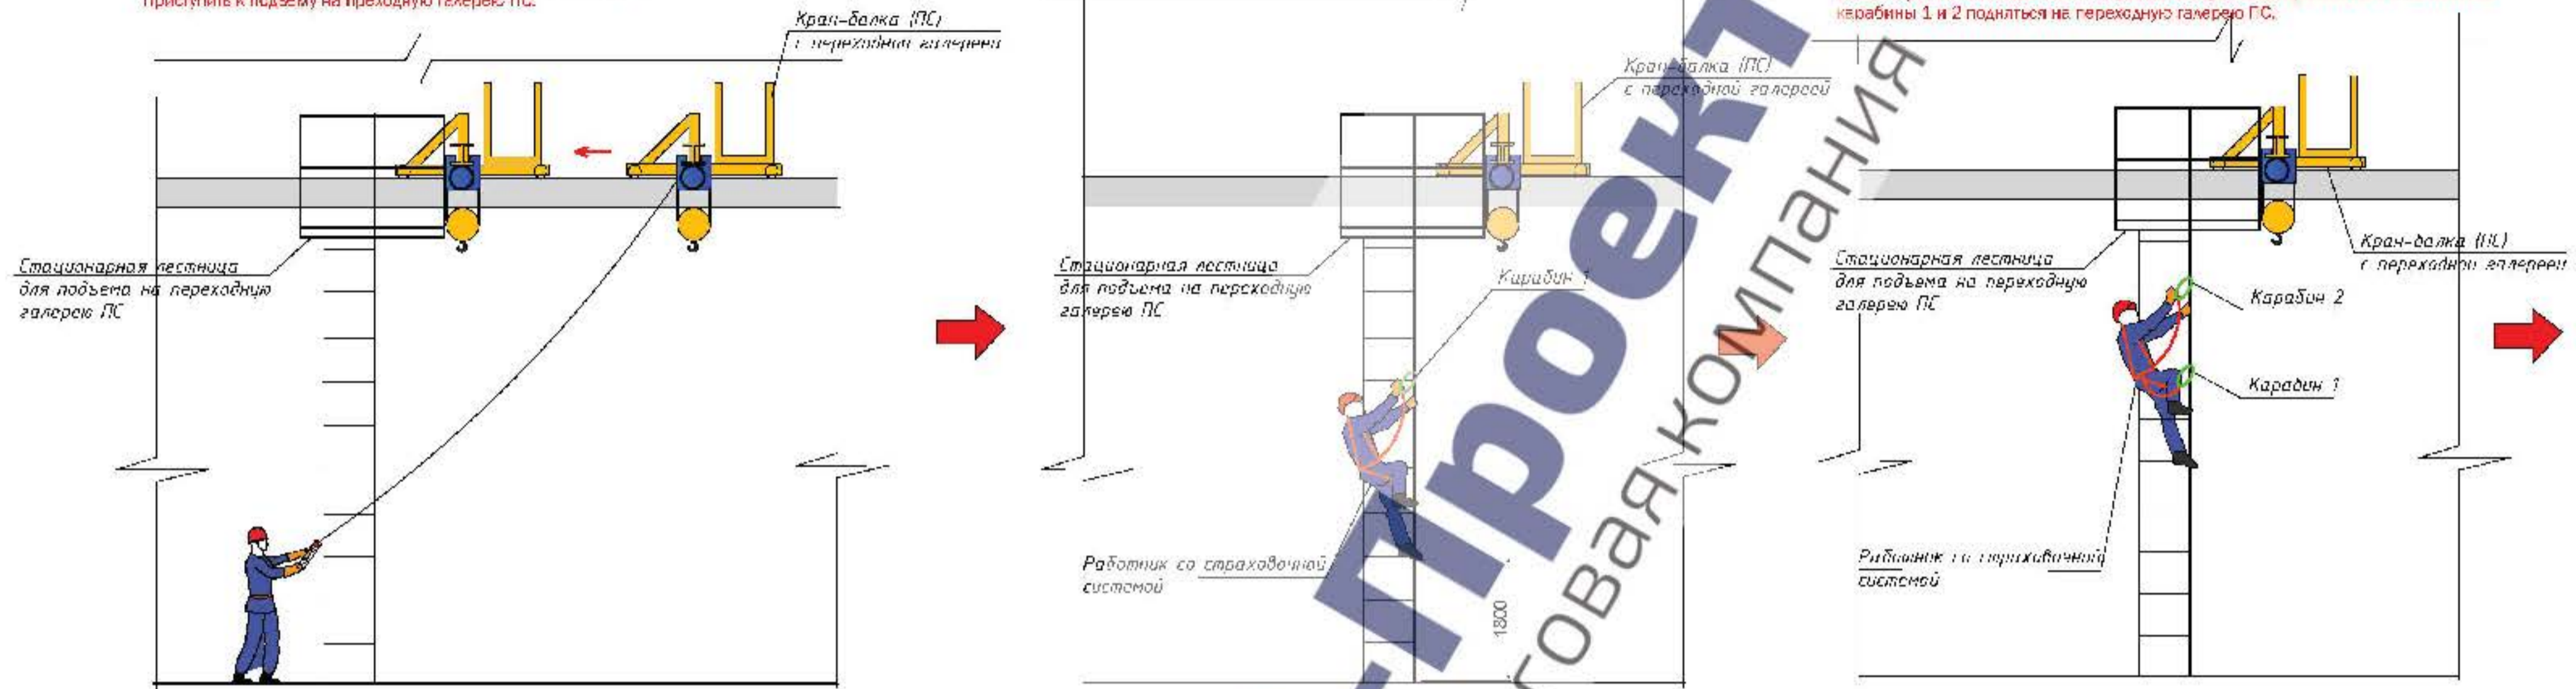 Приступить к подъему на преходную галерею ПС.
Кран-балка (ПС)
с переходной галереей
Стационарная лестница
для подъема на переходную
галерею ПС
Кран-балка (ПС)
с переходной галереей
Стационарная лестница
для подъема на переходную
галерею ПС
Карабин 1
Работник со страховочной
системой
1800
-Проект
ГОВАЯ КОМПАНИЯ
карабины 1 и 2 подняться на переходную галерею ПС.
Стационарная лестница
для подъема на переходную
галерею ПС
Кран-балка (ПС)
с переходной галереей
Карабин 2
Карабин 1
Работник со страховочной
системой